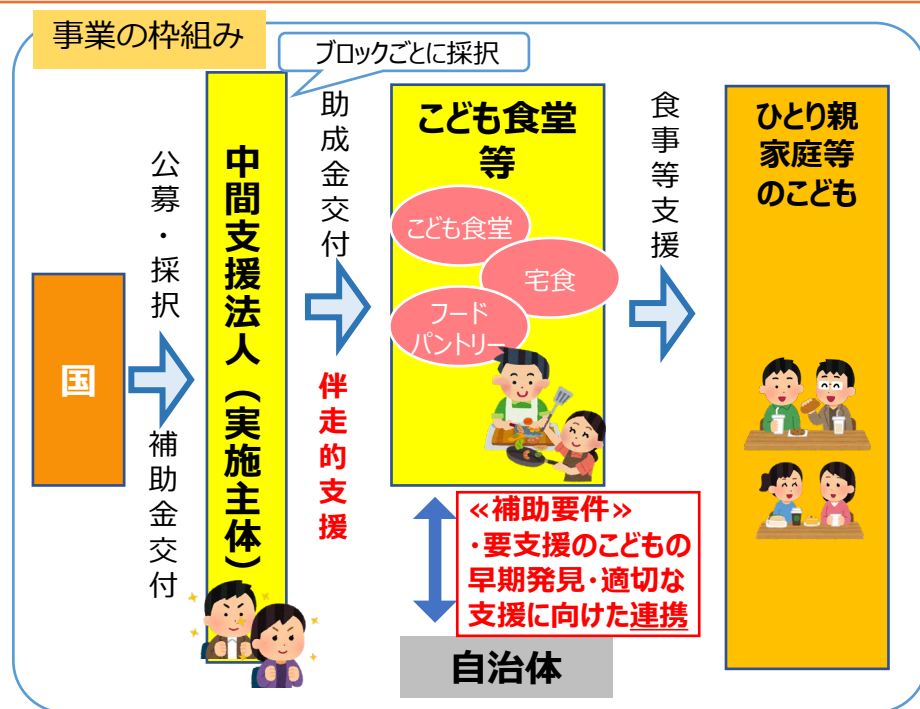 事業の枠組み
ブロックごとに採択
国
公募・採択
補助金交付
中間支援法人（実施主体）
助成金交付
伴走的支援
こども食堂
等
こども食堂
宅食
フード
パントリー
食事等支援
ひとり親
家庭等
のこども
≪補助要件≫
・要支援のこどもの
早期発見・適切な
支援に向けた連携
自治体